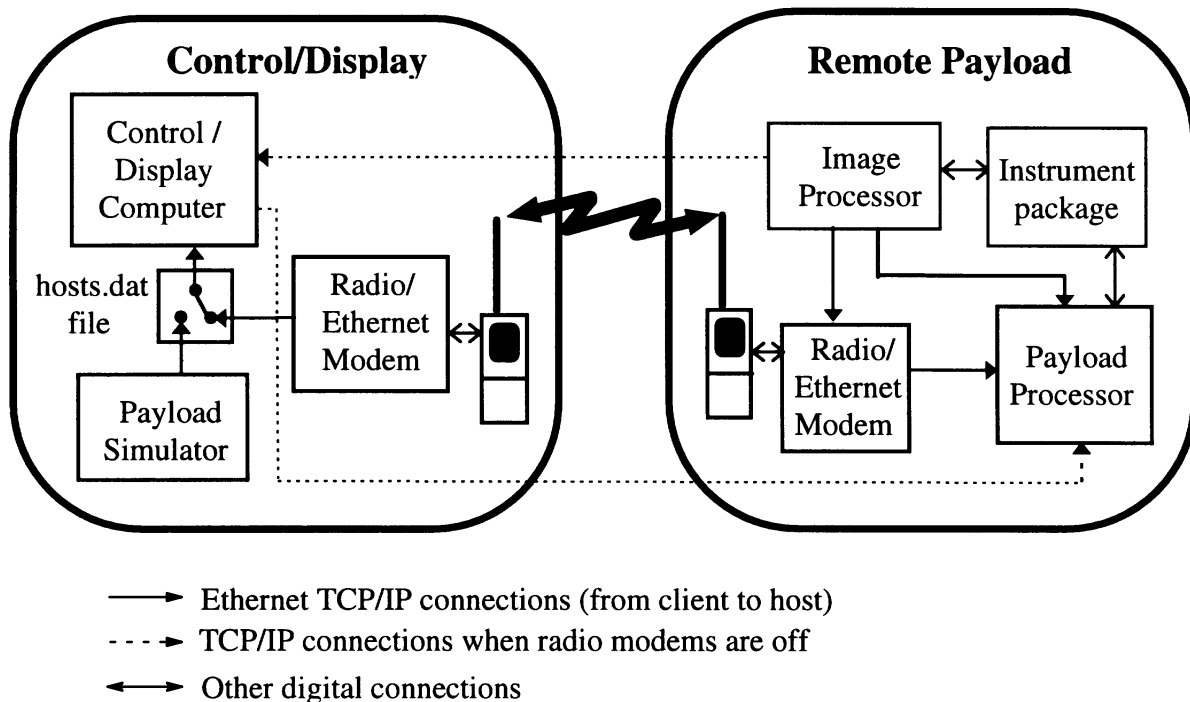 Control/Display
Control /
Display
Computer
hosts.dat
file
Radio/
Ethernet
Modem
Payload
Simulator
Remote Payload
Image
Processor
Instrument
package
Radio/
Ethernet
Modem
Payload
Processor
Ethernet TCP/IP connections (from client to host)
TCP/IP connections when radio modems are off
Other digital connections